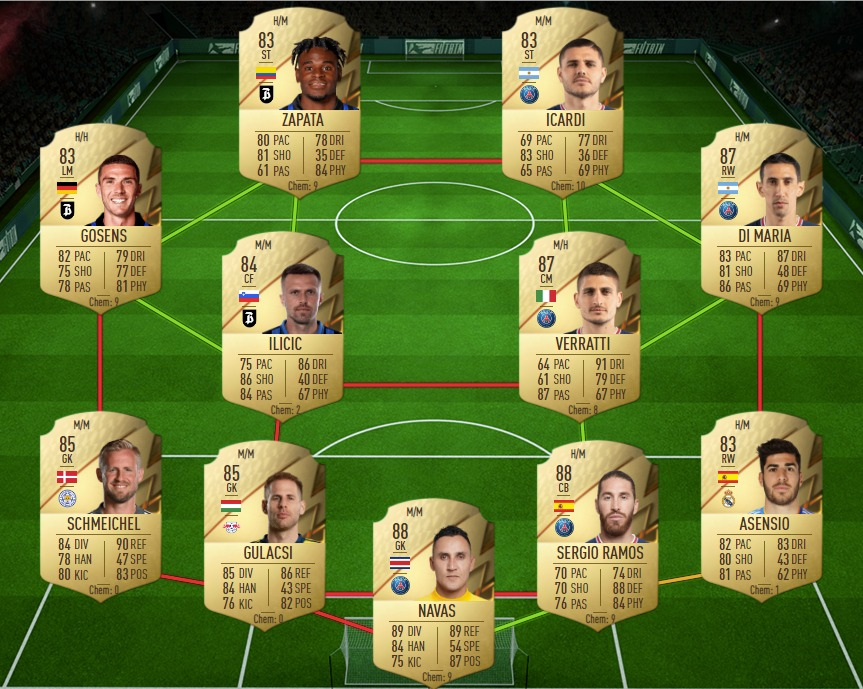 H/M
83
ST
ZAPATA
80 PAC 78 DRI
81 SHO 35 DEF
61 PAS 84 PHY
Chem: 9
M/M
83
ST
ICARDI
69 PAC 77 DRI
83 SHO 36 DEF
65 PAS 69 PHY
Chem: 10
H/H
83
LM
GOSENS
82 PAC 79 DRI
75 SHO 77 DEF
78 PAS 81 PHY
Chem: 9
H/M
87
RW
DI MARIA
83 PAC 87 DRI
81 SHO 48 DEF
86 PAS 69 PHY
Chem: 9
M/M
84
CF
ILICIC
75 PAC 86 DRI
86 SHO 40 DEF
84 PAS 67 PHY
Chem: 2
M/H
87
CM
VERRATTI
64 PAC 91 DRI
61 SHO 79 DEF
87 PAS 67 PHY
Chem: 8
M/M
85
GK
SCHMEICHEL
84 DIV 90 REF
78 HAN 47 SPE
80 KIC 83 POS
Chem: 0
M/M
85
GK
GULACSI
85 DIV 86 REF
84 HAN 43 SPE
76 KIC 82 POS
Chem: 0
M/M
88
GK
NAVAS
89 DIV 89 REF
84 HAN 54 SPE
75 KIC 87 POS
Chem: 9
H/M
88
CB
SERGIO RAMOS
70 PAC 74 DRI
70 SHO 88 DEF
76 PAS 84 PHY
Chem: 9
H/M
83
RW
ASENSIO
82 PAC 83 DRI
80 SHO 43 DEF
81 PAS 62 PHY
Chem: 1
FUTBIN
FUTBIN